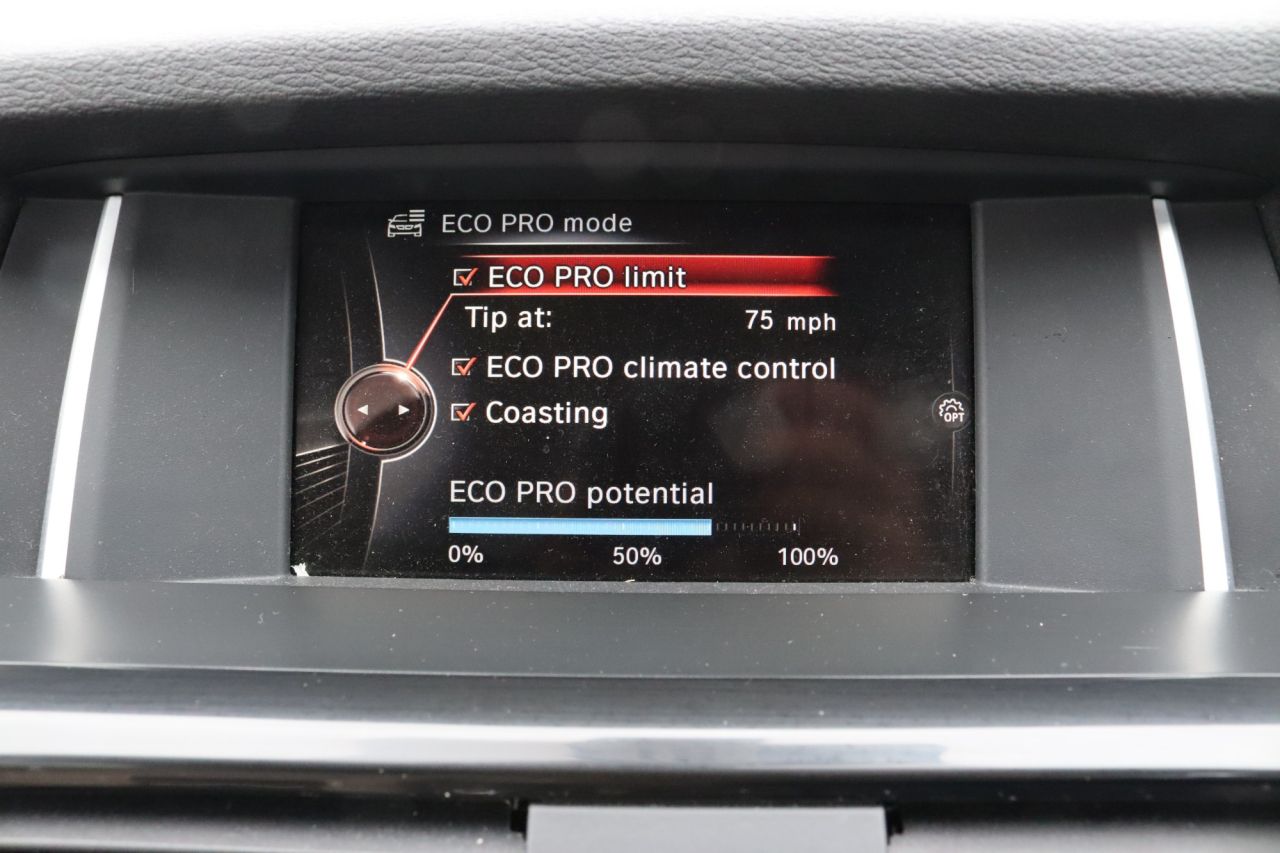 ECO PRO mode
ECO PRO limit
Tip at: 75 mph
ECO PRO climate control
Coasting
OPT
ECO PRO potential
0% 50% 100%